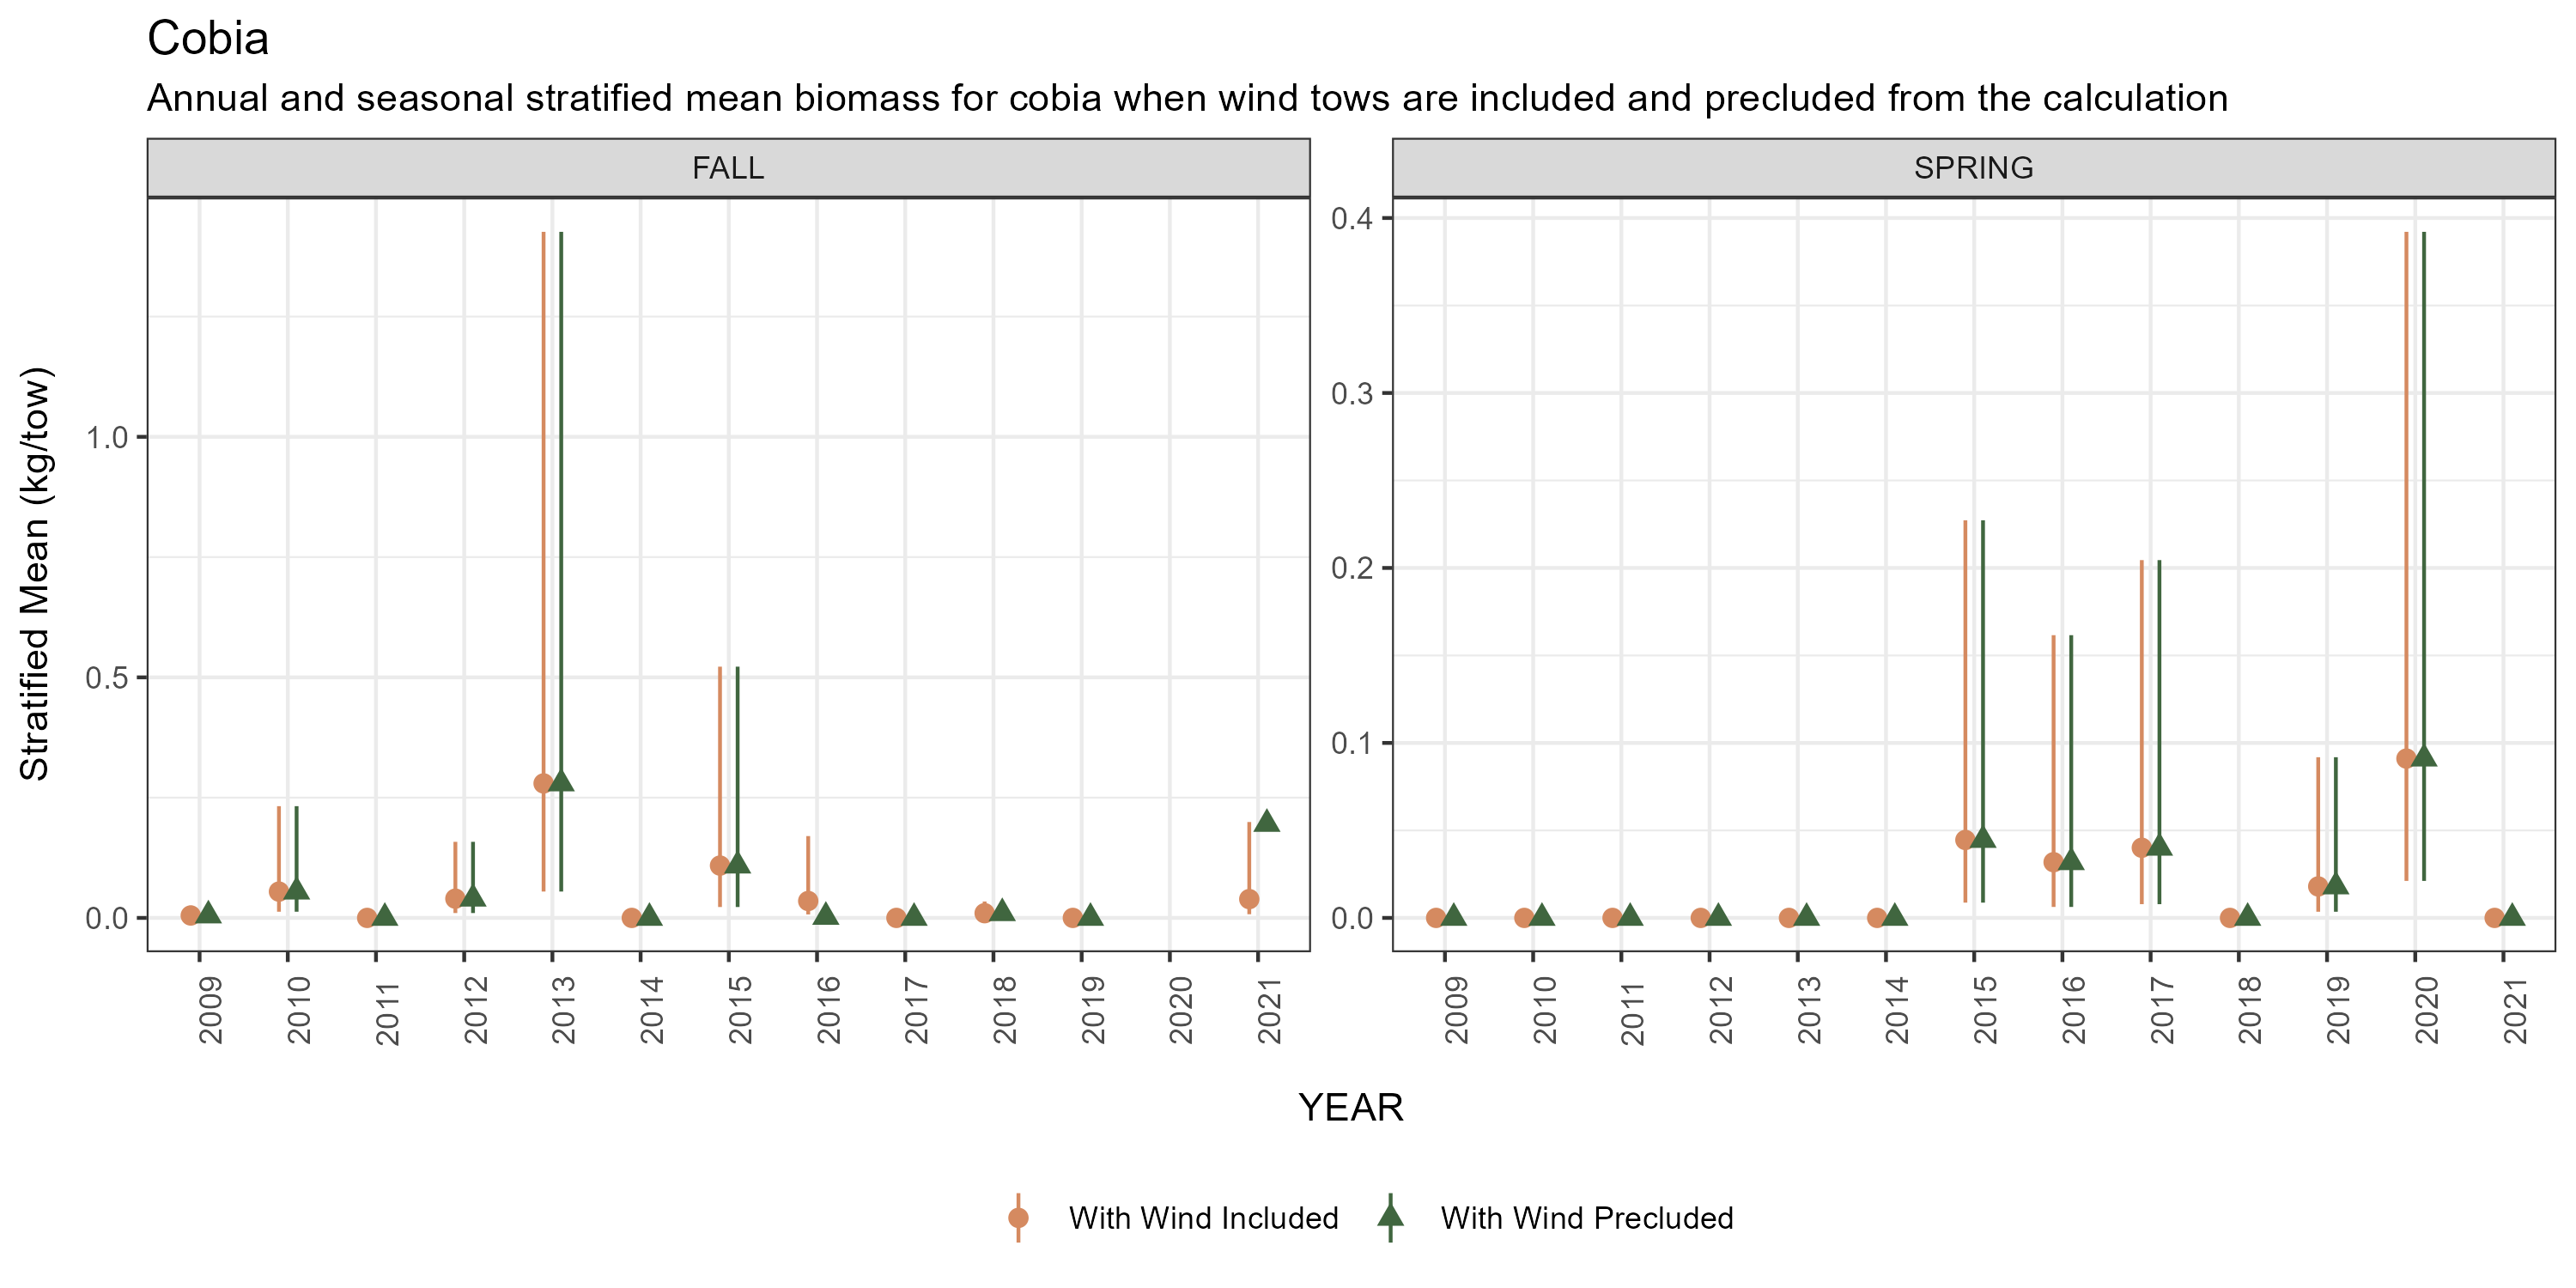 Cobia
Annual and seasonal stratified mean biomass for cobia when wind tows are included and precluded from the calculation
FALL
SPRING
Stratified Mean (kg/tow)
1.0
0.5
0.0
0.4
0.3
0.2
0.1
0.0
2009 2010 2011 2012 2013 2014 2015 2016 2017 2018 2019 2020 2021
2009 2010 2011 2012 2013 2014 2015 2016 2017 2018 2019 2020 2021
YEAR
With Wind Included
With Wind Precluded